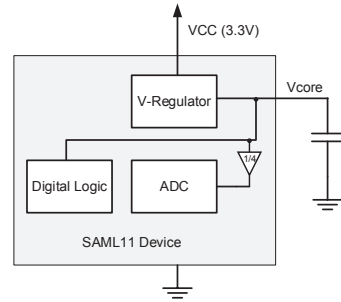 VCC (3.3V)
V-Regulator
Vcore
1/4
Digital Logic
ADC
SAML11 Device